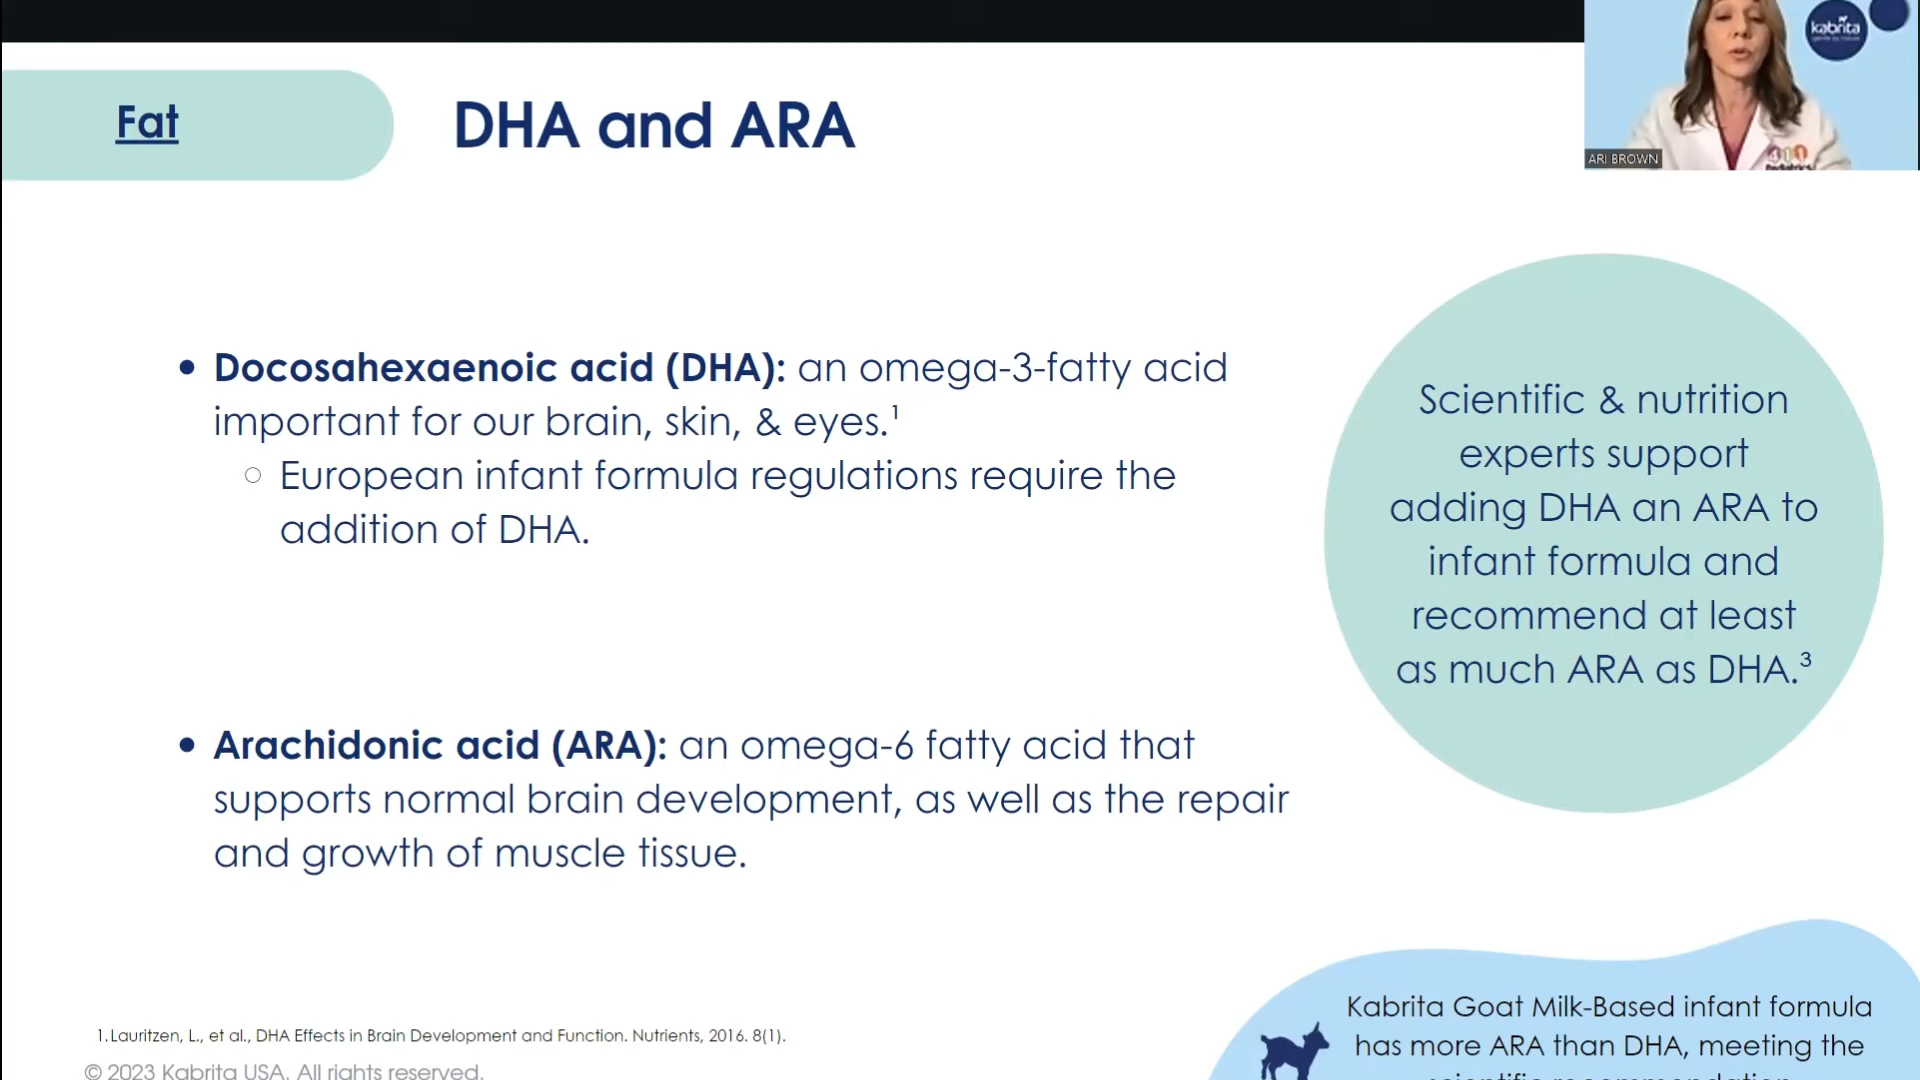 Fat
DHA and ARA
kabrita
ARI BROWN
• Docosahexaenoic acid (DHA): an omega-3-fatty acid
important for our brain, skin, & eyes.¹
○ European infant formula regulations require the
addition of DHA.
• Arachidonic acid (ARA): an omega-6 fatty acid that
supports normal brain development, as well as the repair
and growth of muscle tissue.
Scientific & nutrition
experts support
adding DHA an ARA to
infant formula and
recommend at least
as much ARA as DHA.³
Kabrita Goat Milk-Based infant formula
has more ARA than DHA, meeting the
scientific recommendation
1.Lauritzen, L., et al., DHA Effects in Brain Development and Function. Nutrients, 2016. 8(1).
© 2023 Kabrita USA. All rights reserved.